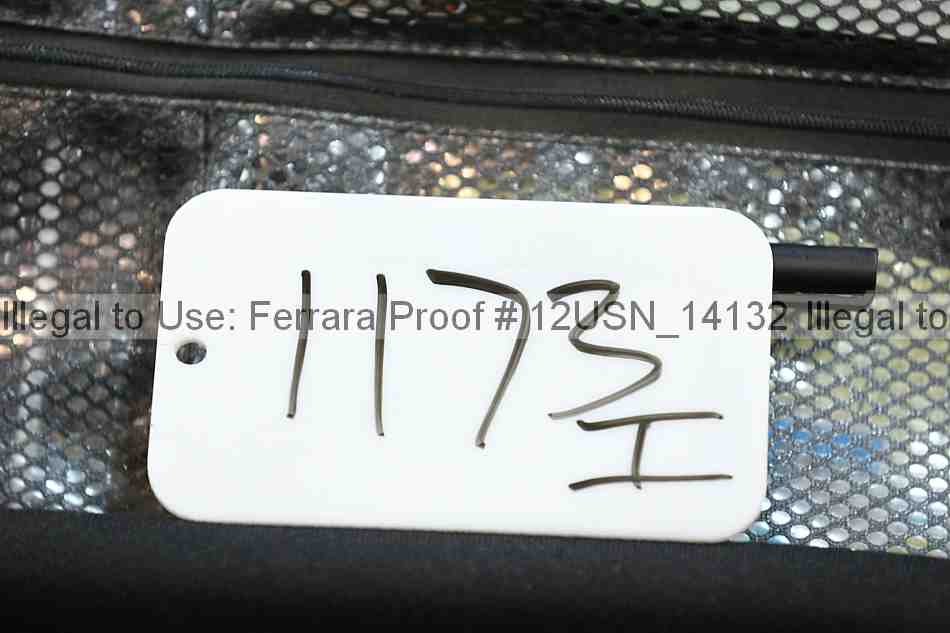 1173
I
Illegal to Use: Ferrara Proof #12USN_14132 Illegal to